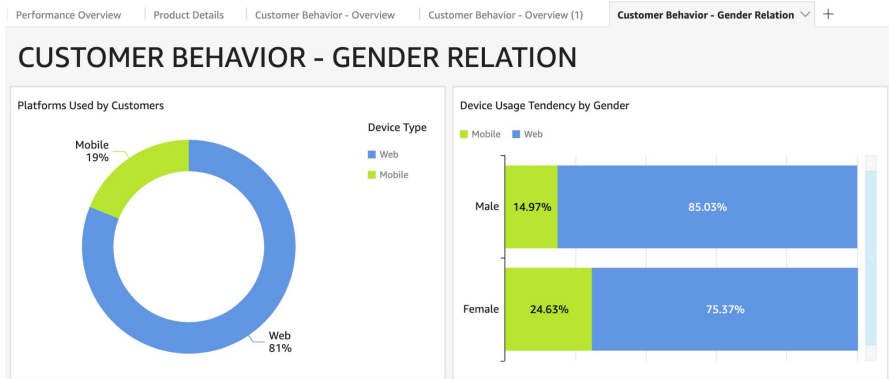 Performance Overview
Product Details
Customer Behavior - Overview
Customer Behavior - Overview (1)
Customer Behavior - Gender Relation
CUSTOMER BEHAVIOR - GENDER RELATION
Platforms Used by Customers
Mobile
19%
Web
81%
Device Type
Web
Mobile
Device Usage Tendency by Gender
Mobile Web
Male 14.97% 85.03%
Female 24.63% 75.37%